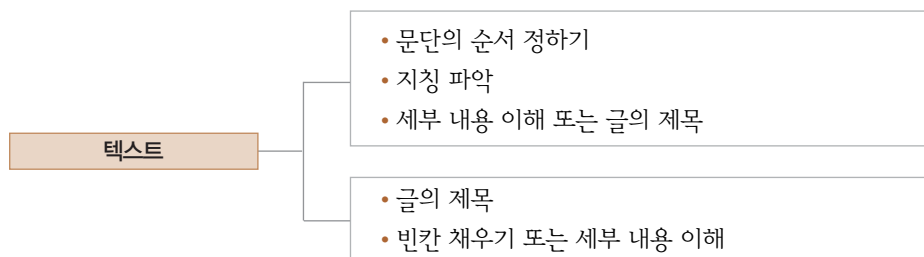 텍스트
• 문단의 순서 정하기
• 지칭 파악
• 세부 내용 이해 또는 글의 제목
• 글의 제목
• 빈칸 채우기 또는 세부 내용 이해